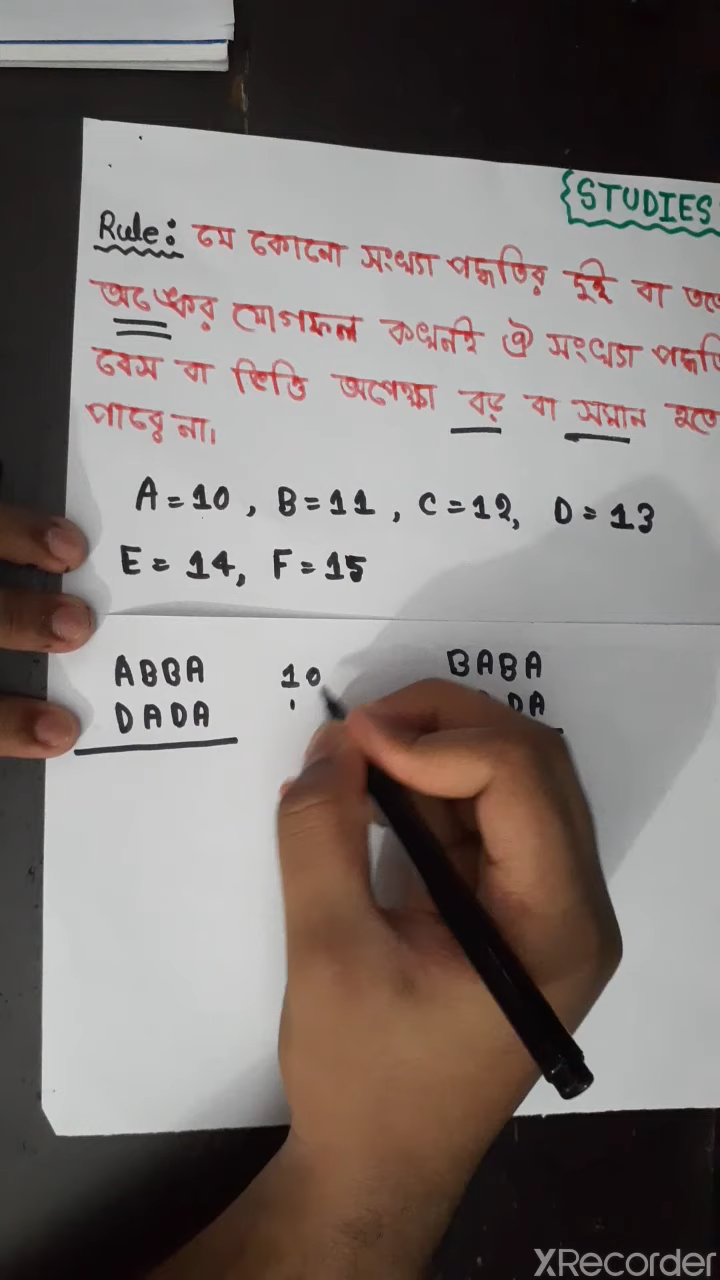 {STUDIES
Rule: যে কোনো সংখ্যা পদ্ধতির দুই বা
অঙ্কের যোগফল কখনই ঐ সংখ্যা
বেস বা ভিত্তি অপেক্ষা বড় বা সমান হতে
পারবে না।
A=10, B=11, C=12, D=13
E=14, F=15
ABBA 10 BABA
DADA DA
XRecorder